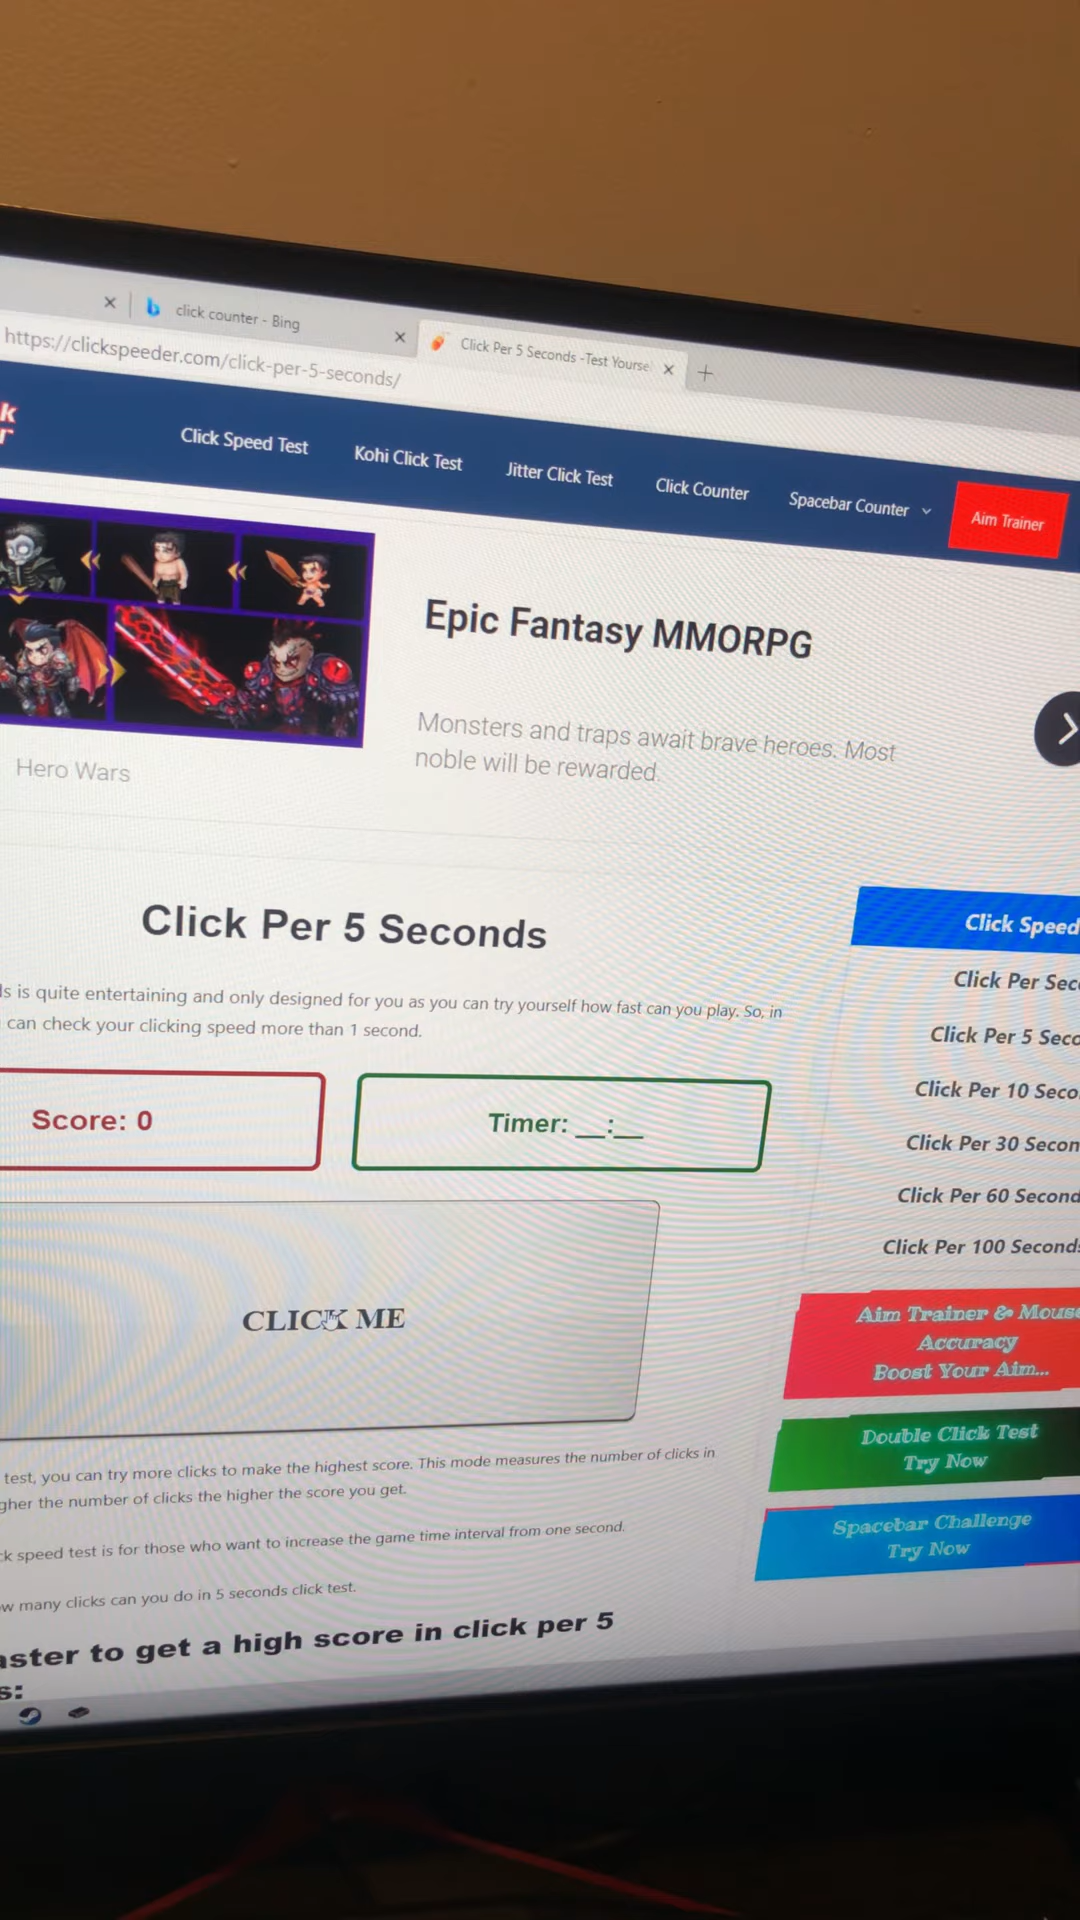 click counter - Bing
Click Per 5 Seconds -Test Yourse
https://clickspeeder.com/click-per-5-seconds/
k
r
Click Speed Test
Kohi Click Test
Jitter Click Test
Click Counter
Spacebar Counter
Aim Trainer
Epic Fantasy MMORPG
Monsters and traps await brave heroes. Most
noble will be rewarded.
Hero Wars
Click Per 5 Seconds
ls is quite entertaining and only designed for you as you can try yourself how fast can you play. So, in
can check your clicking speed more than 1 second.
Score: 0
Timer: __:__
CLICK ME
test, you can try more clicks to make the highest score. This mode measures the number of clicks in
gher the number of clicks the higher the score you get.
ck speed test is for those who want to increase the game time interval from one second.
ow many clicks can you do in 5 seconds click test.
aster to get a high score in click per 5
s:
Click Speed
Click Per Sec
Click Per 5 Seco
Click Per 10 Seco
Click Per 30 Secon
Click Per 60 Second
Click Per 100 Seconds
Aim Trainer & Mouse
Accuracy
Boost Your Aim...
Double Click Test
Try Now
Spacebar Challenge
Try Now